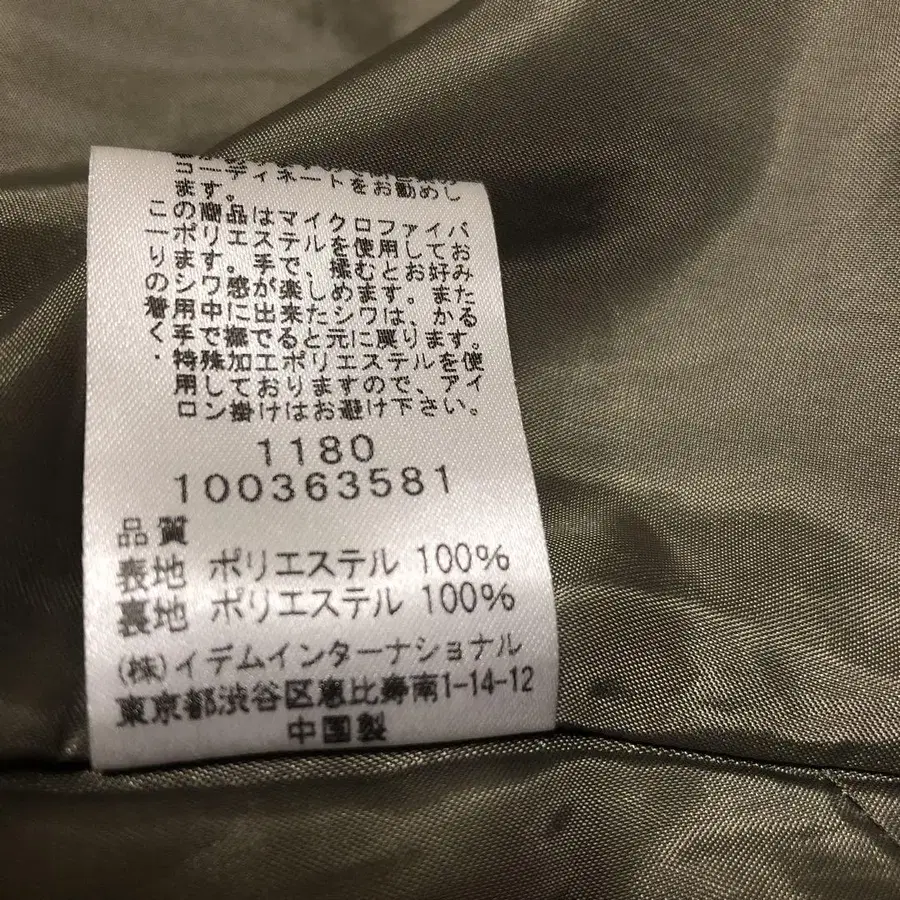 コーディネートをお勧めし
ます。
この商品はマイクロファイバ
ーポリエステルを使用してお
ります。手で、揉むとお好み
のシワ感が楽しめます。また
着用中に出来たシワは、かる
く手で撫でると元に戻ります。
・特殊加工ポリエステルを使
用しておりますので、アイ
ロン掛けはお避け下さい。
1180
100363581
品質
表地 ポリエステル 100%
裏地 ポリエステル 100%
(株)イデムインターナショナル
東京都渋谷区恵比寿南1-14-12
中国製